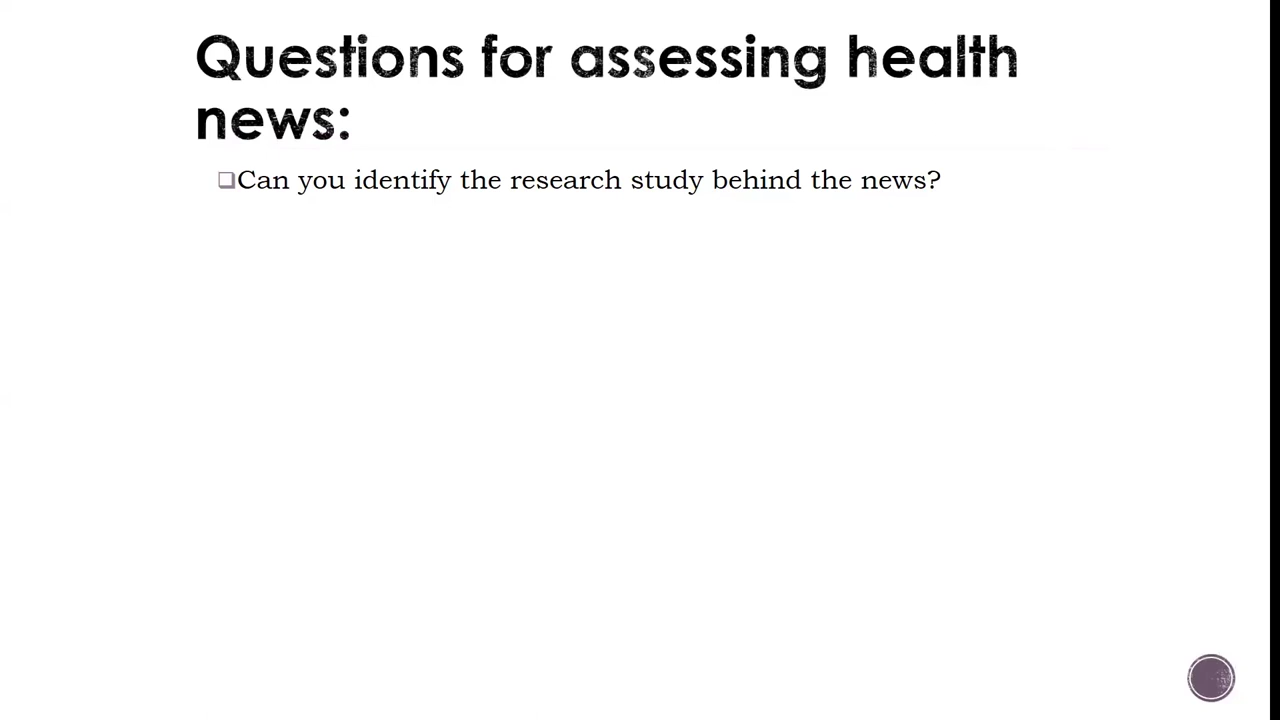 Questions for assessing health
news:
❑Can you identify the research study behind the news?